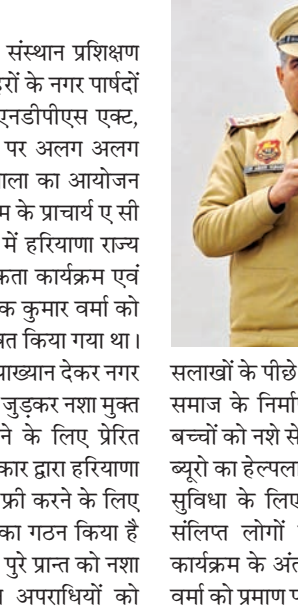 संस्थान प्रशिक्षण
के नगर पार्षदों
एनडीपीएस एक्ट,
पर अलग अलग
का आयोजन
के प्राचार्य ए सी
में हरियाणा राज्य
कार्यक्रम एवं
कुमार वर्मा को
किया गया था।
देकर नगर
जुड़कर नशा मुक्त
के लिए प्रेरित
द्वारा हरियाणा
फ्री करने के लिए
का गठन किया है
पुरे प्रान्त को नशा
अपराधियों को
सलाखों के पीछे
समाज के निर्मा
बच्चों को नशे से
ब्यूरो का हेल्पला
सुविधा के लिए
संलिप्त लोगों
कार्यक्रम के अंत
वर्मा को प्रमाण प